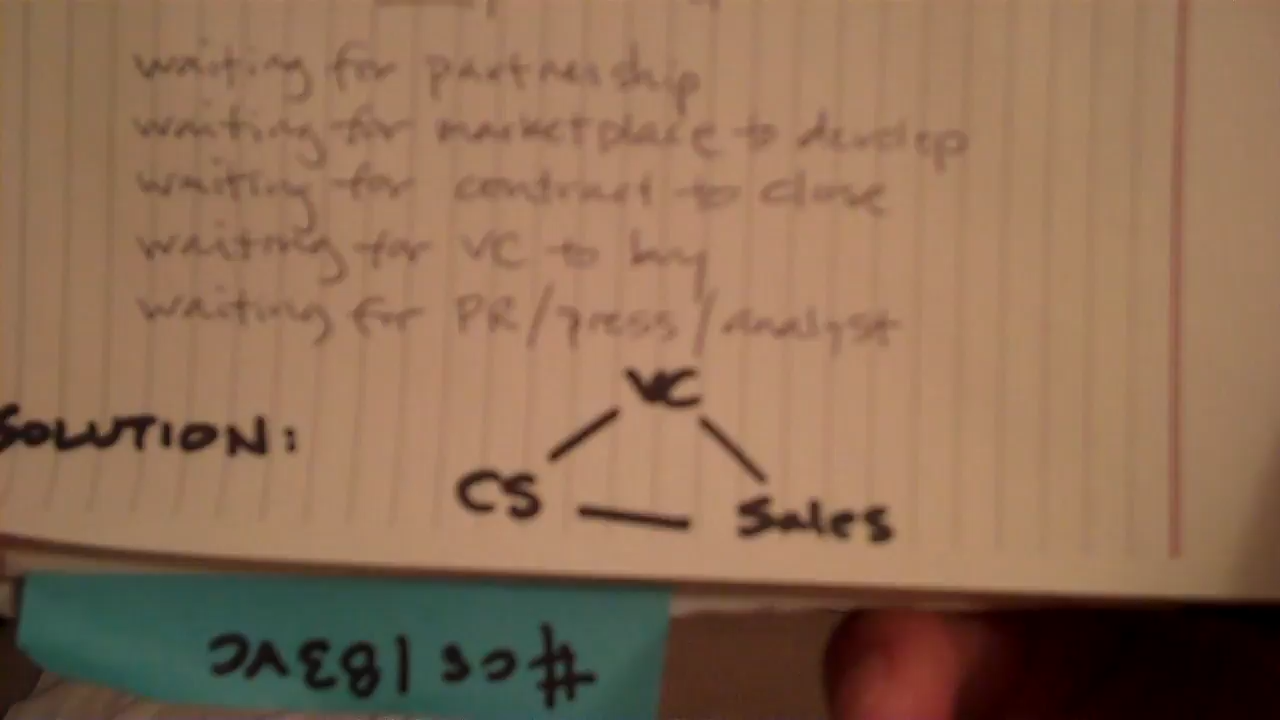 waiting for partnership
waiting for marketplace to develop
waiting for contract to close
waiting for VC to buy
waiting for PR/press/analyst
SOLUTION:
VC
CS
Sales
#cs183vc